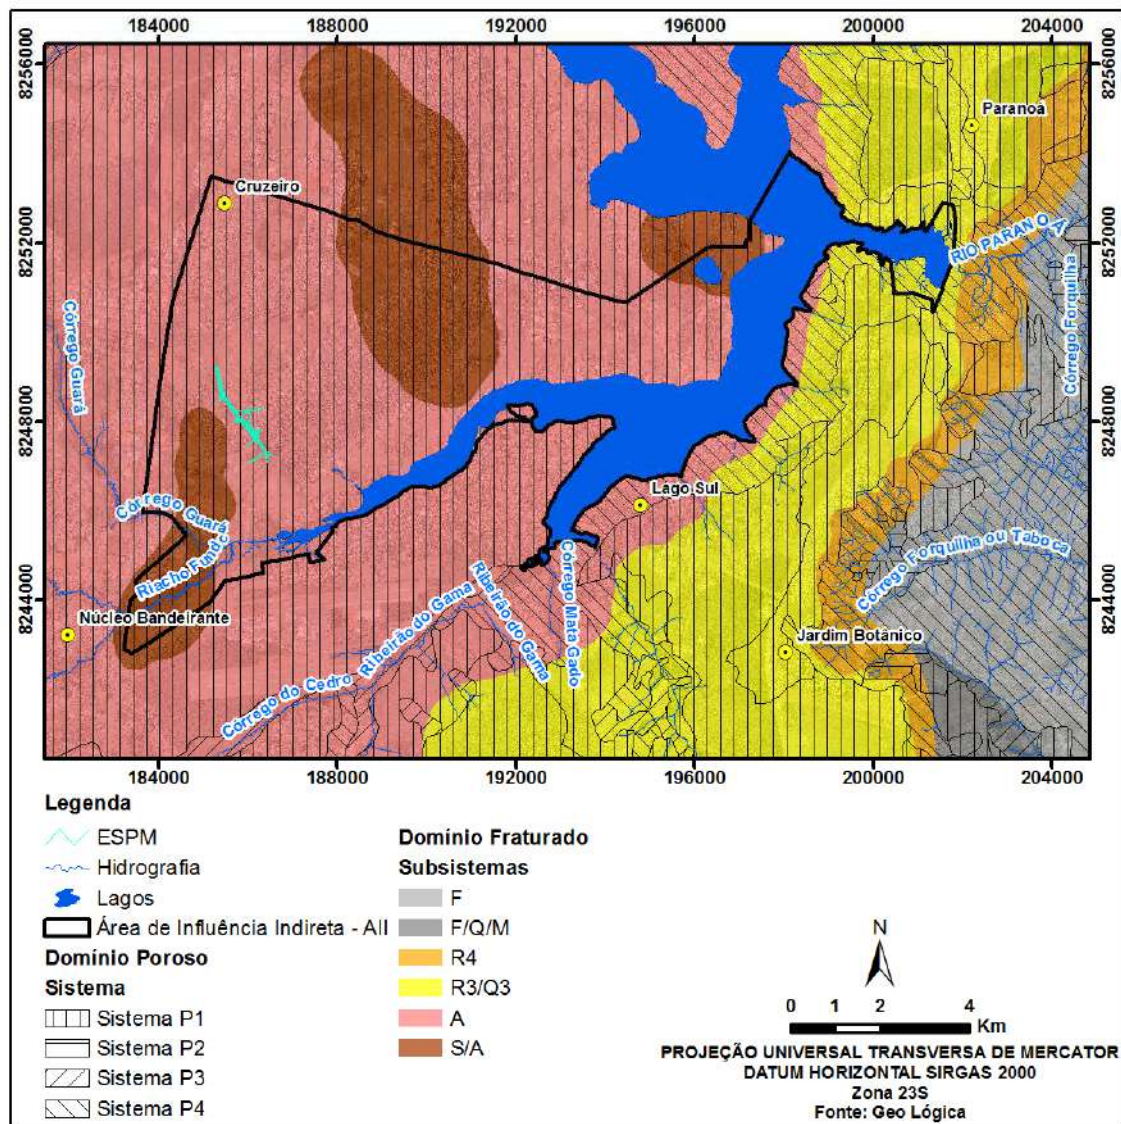 184000 188000 192000 196000 200000 204000
8256000
8256000
Paranoá
Cruzeiro
8252000
8252000
RIO PARANOÁ
Córrego Forquilha
Córrego Guará
8248000
8248000
Lago Sul
Córrego Guará
Riacho Fundo
Córrego Forquilha ou Taboca
8244000
8244000
Núcleo Bandeirante
Ribeirão do Gama
Ribeirão do Gama
Córrego Mata Gado
Jardim Botânico
Córrego do Cedro
184000 188000 192000 196000 200000 204000
Legenda
ESPM
Hidrografia
Lagos
Área de Influência Indireta - AII
Domínio Poroso
Sistema
Sistema P1
Sistema P2
Sistema P3
Sistema P4
Domínio Fraturado
Subsistemas
F
F/Q/M
R4
R3/Q3
A
S/A
N
0 1 2 4
Km
PROJEÇÃO UNIVERSAL TRANSVERSA DE MERCATOR
DATUM HORIZONTAL SIRGAS 2000
Zona 23S
Fonte: Geo Lógica